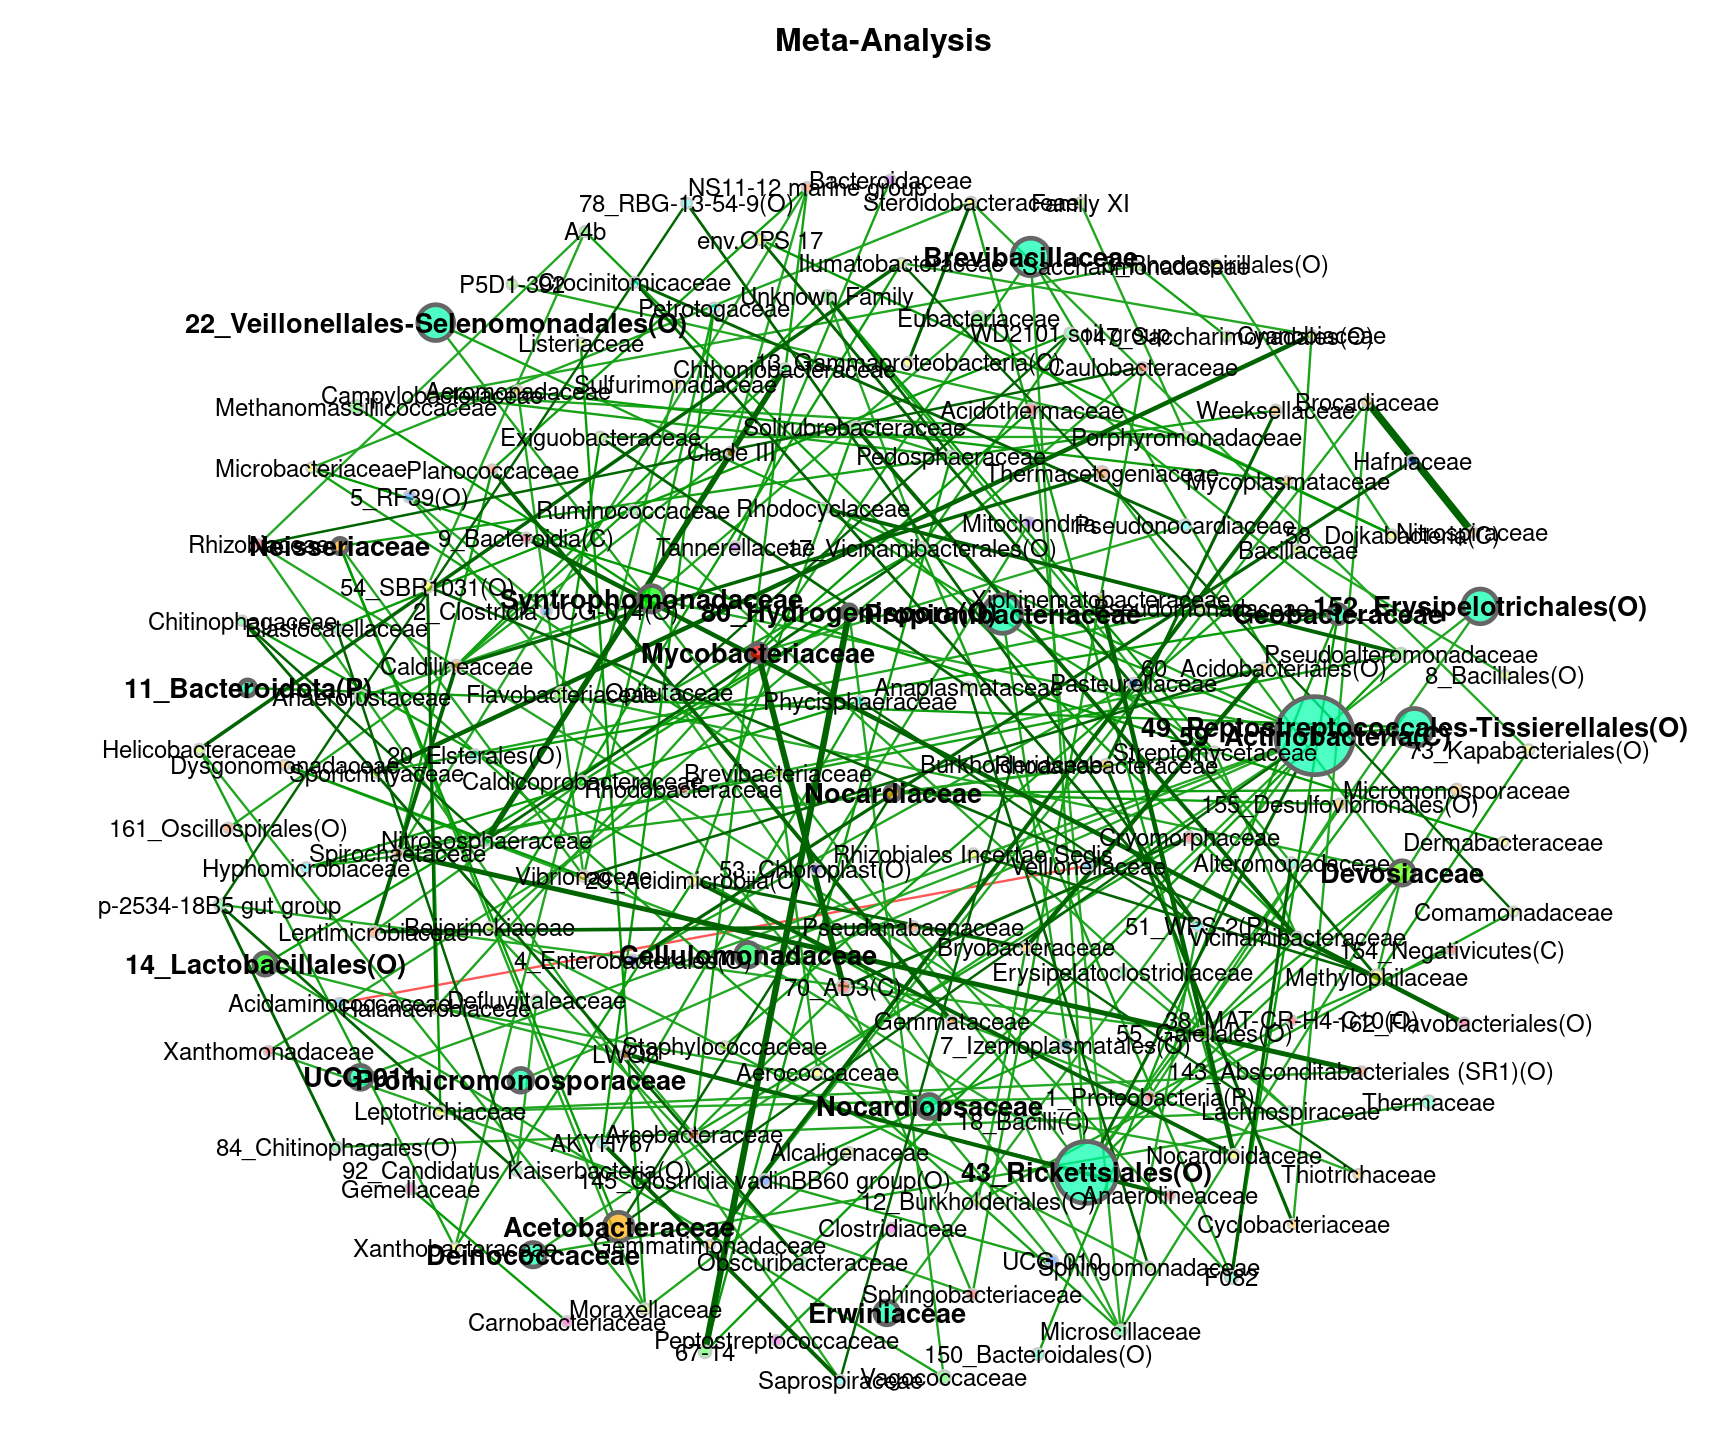 Meta-Analysis
Bacteroidaceae
NS11-12 marine group
78_RBG-13-54-9(O)
Steroidobacteraceae
Family XI
A4b
env.OPS 17
Brevibacillaceae
Ilumatobacteraceae
Saccharimonadaceae
Rhodospirillales(O)
P5D1-392
Crocinitomicaceae
Unknown Family
Petrotogaceae
Eubacteriaceae
22_Veillonellales-Selenomonadales(O)
WD2101 soil group
147_Saccharimonadales(O)
Cyanobiaceae
Listeriaceae
13_Gammaproteobacteria(C)
Chthoniobacteraceae
Caulobacteraceae
Sulfurimonadaceae
Aeromonadaceae
Campylobacteraceae
Methanomassiliicoccaceae
Acidothermaceae
Weeksellaceae
Brocadiaceae
Solirubrobacteraceae
Exiguobacteraceae
Porphyromonadaceae
Clade III
Pedosphaeraceae
Hafniaceae
Microbacteriaceae
Planococcaceae
Thermacetogeniaceae
Mycoplasmataceae
5_RF39(O)
Ruminococcaceae
Rhodocyclaceae
Mitochondria
Pseudonocardiaceae
58_Dojkabacteria(C)
Nitrospiraceae
9_Bacteroidia(C)
Neisseriaceae
Tannerellaceae
17_Vicinamibacterales(O)
Bacillaceae
54_SBR1031(O)
Syntrophomonadaceae
2_Clostridia UCG-014(O)
Propionibacteriaceae
Xiphinematobacteraceae
Pseudomonadaceae
Geobacteraceae
152_Erysipelotrichales(O)
Chitinophagaceae
Blastocatellaceae
Mycobacteriaceae
Pseudoalteromonadaceae
Caldilineaceae
60_Acidobacteriales(O)
8_Bacillales(O)
11_Bacteroidota(P)
Anaerofustaceae
Flavobacteriaceae
Opitutaceae
Phycisphaeraceae
Anaplasmataceae
Pasteurellaceae
49_Peptostreptococcales-Tissierellales(O)
59_Actinobacteria(C)
Helicobacteraceae
20_Elsterales(O)
Streptomycetaceae
73_Kapabacteriales(O)
Dysgonomonadaceae
Sporichthyaceae
Caldicoprobacteraceae
Brevibacteriaceae
Rhodobacteraceae
Nocardiaceae
Micromonosporaceae
155_Desulfovibrionales(O)
161_Oscillospirales(O)
Nitrososphaeraceae
Cryomorphaceae
Dermabacteraceae
Spirochaetaceae
Rhizobiales Incertae Sedis
Hyphomicrobiaceae
53_Chloroplast(O)
Veillonellaceae
Alteromonadaceae
Devosiaceae
Vibrionaceae
29_Acidimicrobiia(C)
p-2534-18B5 gut group
Comamonadaceae
Lentimicrobiaceae
Beijerinckiaceae
Pseudanabaenaceae
51_WPS-2(P)
Vicinamibacteraceae
Bryobacteraceae
154_Negativicutes(C)
14_Lactobacillales(O)
4_Enterobacterales(O)
Cellulomonadaceae
Erysipelatoclostridiaceae
Methylophilaceae
70_AD3(C)
Acidaminococcaceae
Halanaerobiaceae
Defluviitaleaceae
Gemmataceae
38_MAT-CR-H4-C10(O)
162_Flavobacteriales(O)
55_Gaiellales(O)
Xanthomonadaceae
LWQ8
Staphylococcaceae
7_Izemoplasmatales(O)
UCG-011
Promicromonosporaceae
Aerococcaceae
143_Absconditabacteriales (SR1)(O)
Leptotrichiaceae
Nocardiopsaceae
1_Proteobacteria(P)
Lachnospiraceae
Thermaceae
18_Bacilli(C)
84_Chitinophagales(O)
AKYH767
Arcobacteraceae
Alcaligenaceae
Nocardioidaceae
92_Candidatus Kaiserbacteria(O)
145_Clostridia vadinBB60 group(O)
43_Rickettsiales(O)
Thiotrichaceae
Gemellaceae
12_Burkholderiales(O)
Anaerolineaceae
Acetobacteraceae
Clostridiaceae
Cyclobacteriaceae
Xanthobacteraceae
Deinococcaceae
Gemmatimonadaceae
Obscuribacteraceae
UCG-010
Sphingomonadaceae
F082
Sphingobacteriaceae
Carnobacteriaceae
Moraxellaceae
Erwiniaceae
Microscillaceae
Peptostreptococcaceae
67-14
150_Bacteroidales(O)
Saprospiraceae
Vagococcaceae